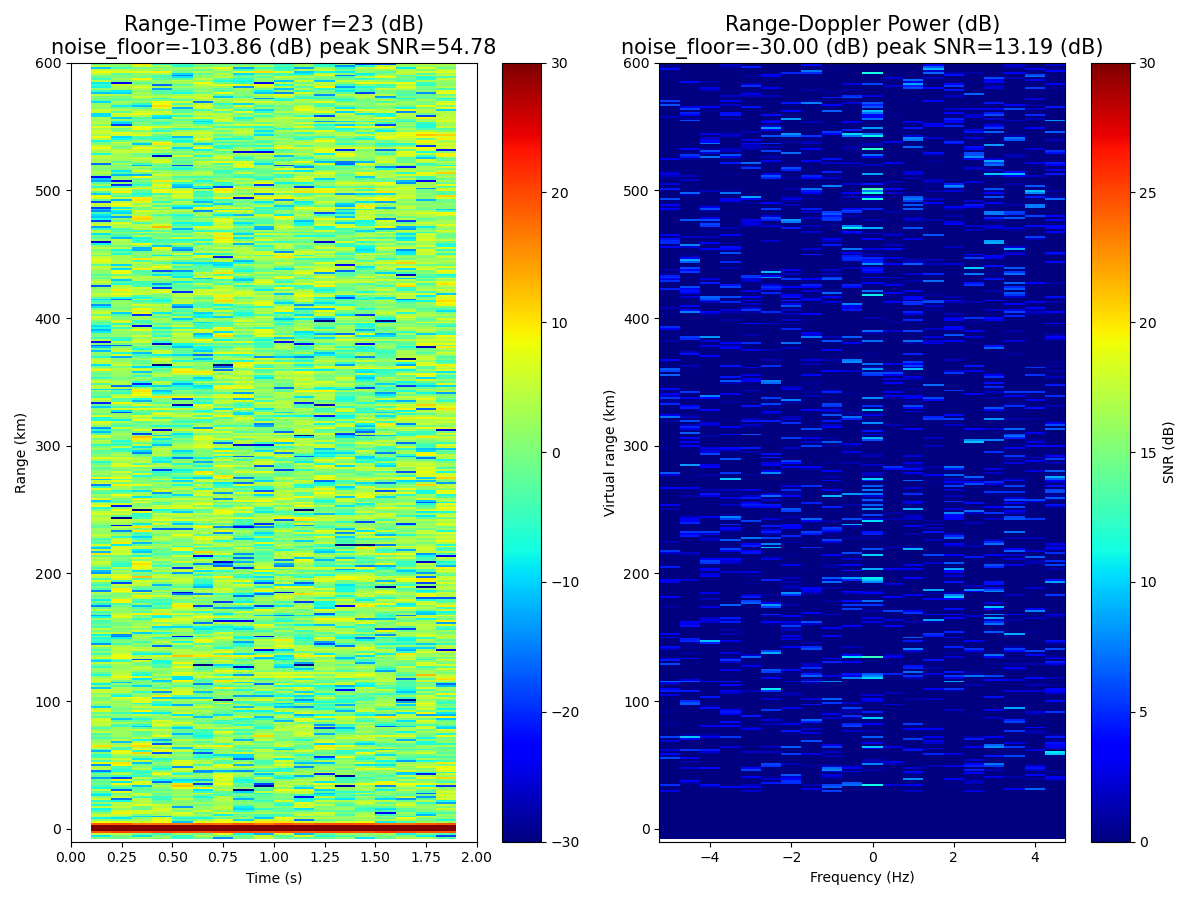 Range-Time Power f=23 (dB)
noise_floor=-103.86 (dB) peak SNR=54.78
Range-Doppler Power (dB)
noise_floor=-30.00 (dB) peak SNR=13.19 (dB)
600
500
400
300
200
100
0
Range (km)
0.00 0.25 0.50 0.75 1.00 1.25 1.50 1.75 2.00
Time (s)
30
20
10
0
−10
−20
−30
600
500
400
300
200
100
0
Virtual range (km)
−4 −2 0 2 4
Frequency (Hz)
30
25
20
15
10
5
0
SNR (dB)